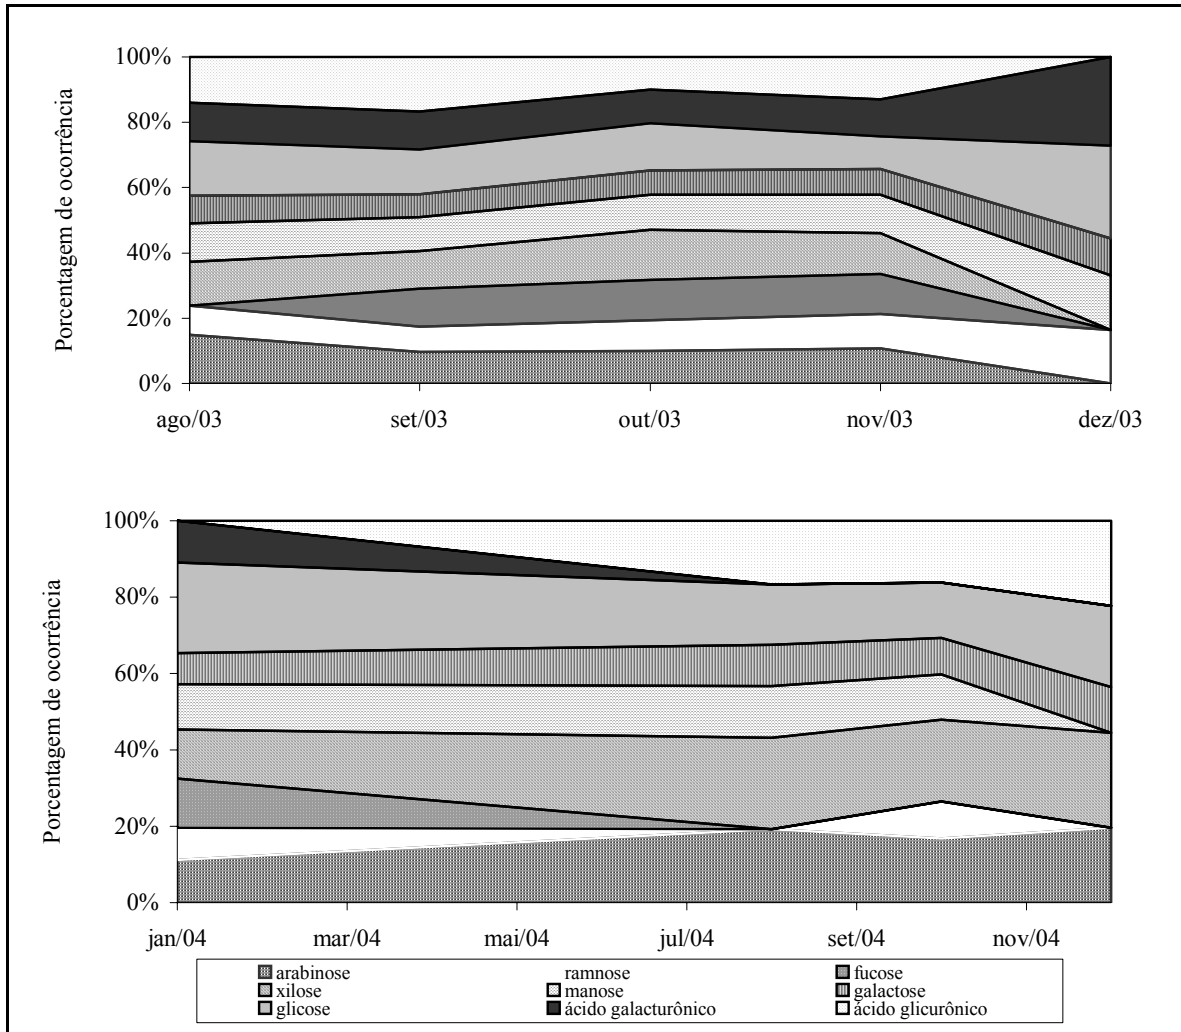 Porcentagem de ocorrência
100%
80%
60%
40%
20%
0%
ago/03 set/03 out/03 nov/03 dez/03
Porcentagem de ocorrência
100%
80%
60%
40%
20%
0%
jan/04 mar/04 mai/04 jul/04 set/04 nov/04
arabinose ramnose fucose
xilose manose galactose
glicose ácido galacturônico ácido glicurônico